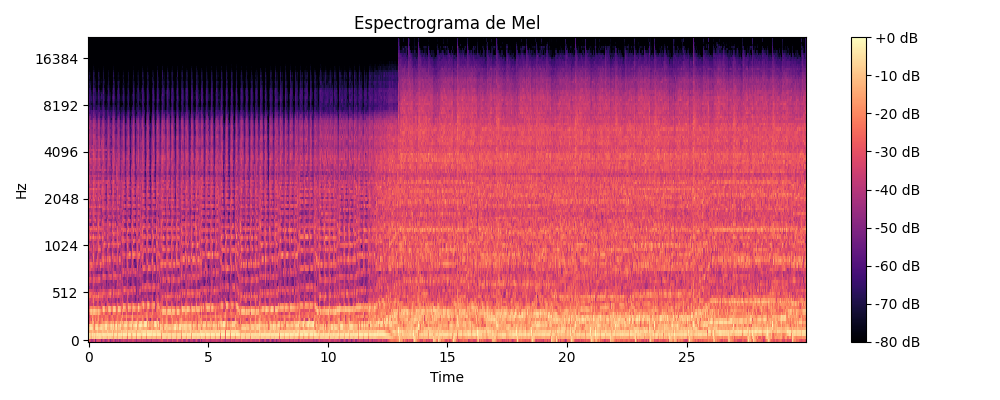 Espectrograma de Mel
Hz
16384
8192
4096
2048
1024
512
0
0 5 10 15 20 25
Time
+0 dB
-10 dB
-20 dB
-30 dB
-40 dB
-50 dB
-60 dB
-70 dB
-80 dB